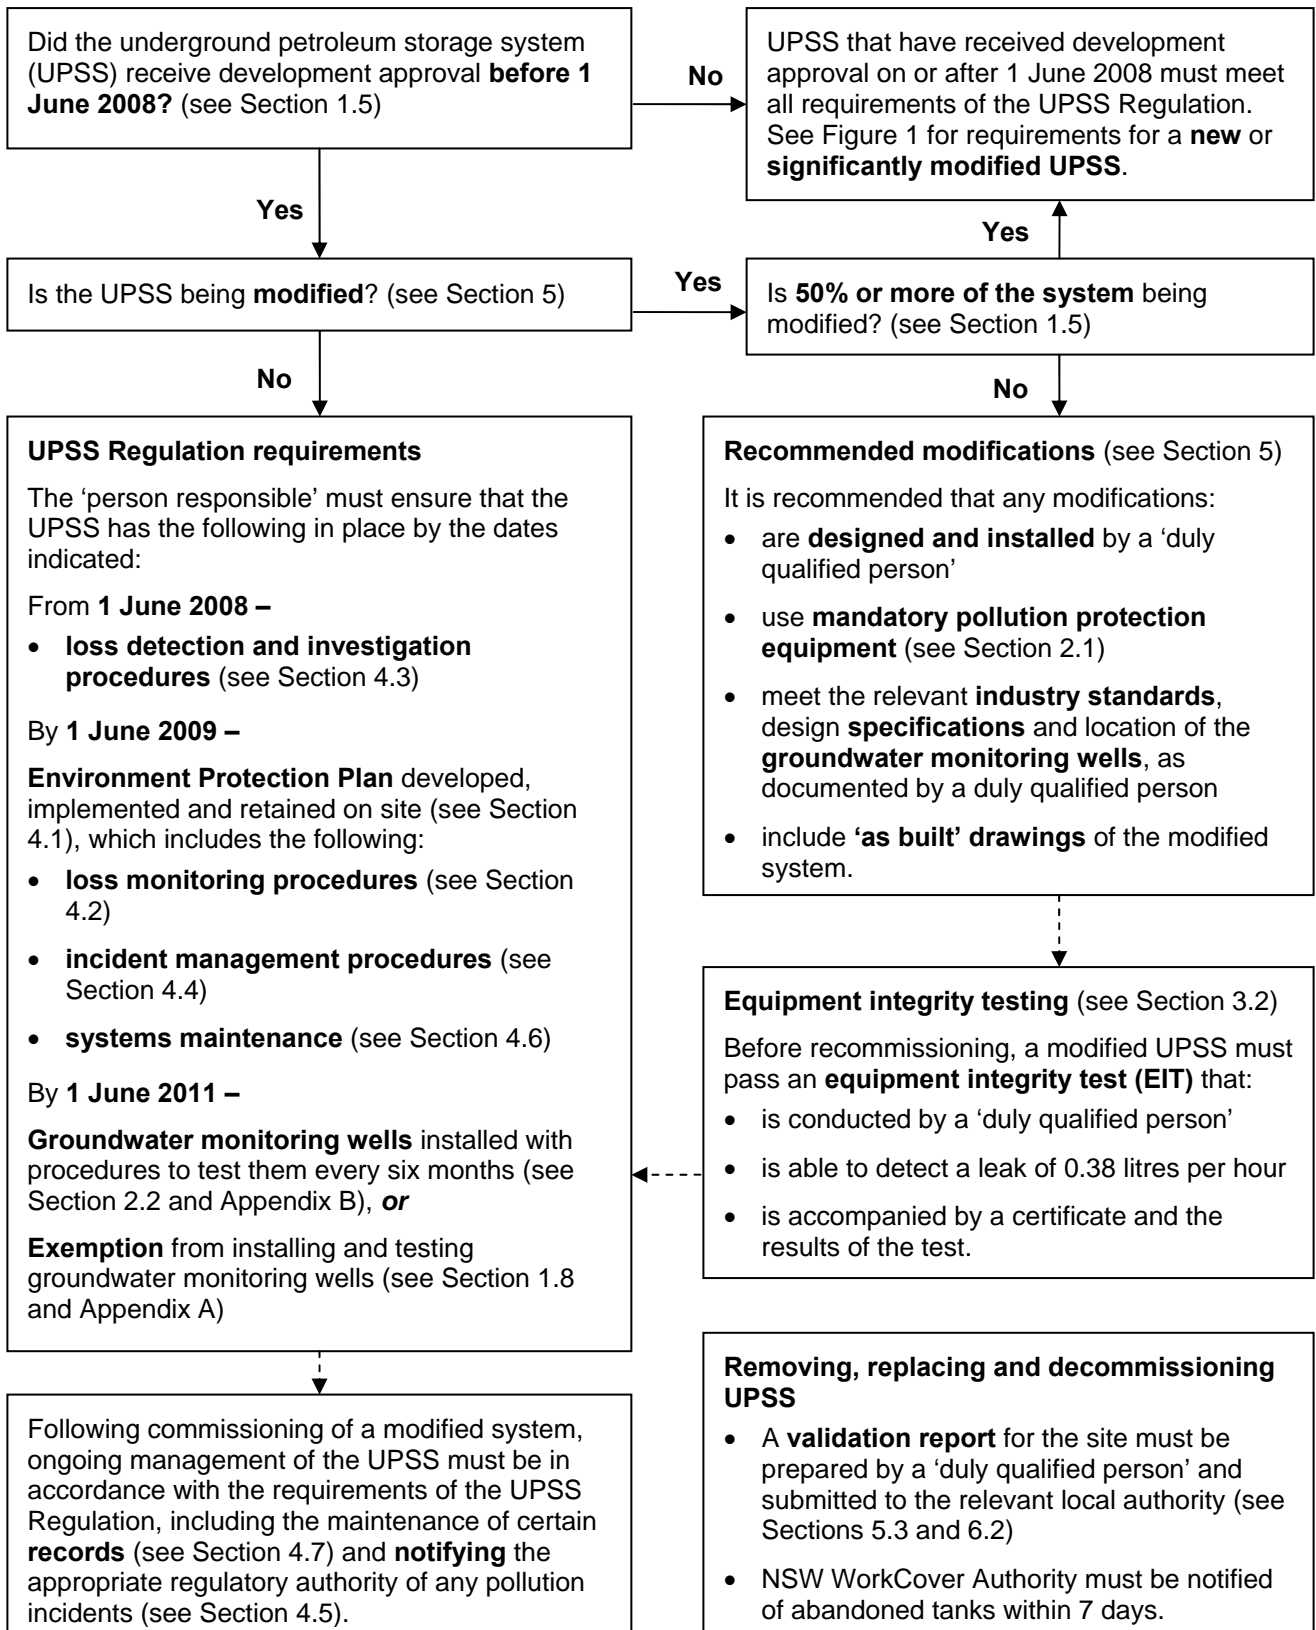 Did the underground petroleum storage system
(UPSS) receive development approval before 1
June 2008? (see Section 1.5)
No
UPSS that have received development
approval on or after 1 June 2008 must meet
all requirements of the UPSS Regulation.
See Figure 1 for requirements for a new or
significantly modified UPSS.
Yes
Yes
Is the UPSS being modified? (see Section 5)
Yes
Is 50% or more of the system being
modified? (see Section 1.5)
No
No
UPSS Regulation requirements
The ‘person responsible’ must ensure that the
UPSS has the following in place by the dates
indicated:
From 1 June 2008 –
• loss detection and investigation
procedures (see Section 4.3)
By 1 June 2009 –
Environment Protection Plan developed,
implemented and retained on site (see Section
4.1), which includes the following:
• loss monitoring procedures (see Section
4.2)
• incident management procedures (see
Section 4.4)
• systems maintenance (see Section 4.6)
By 1 June 2011 –
Groundwater monitoring wells installed with
procedures to test them every six months (see
Section 2.2 and Appendix B), or
Exemption from installing and testing
groundwater monitoring wells (see Section 1.8
and Appendix A)
Recommended modifications (see Section 5)
It is recommended that any modifications:
• are designed and installed by a ‘duly
qualified person’
• use mandatory pollution protection
equipment (see Section 2.1)
• meet the relevant industry standards,
design specifications and location of the
groundwater monitoring wells, as
documented by a duly qualified person
• include ‘as built’ drawings of the modified
system.
Equipment integrity testing (see Section 3.2)
Before recommissioning, a modified UPSS must
pass an equipment integrity test (EIT) that:
• is conducted by a ‘duly qualified person’
• is able to detect a leak of 0.38 litres per hour
• is accompanied by a certificate and the
results of the test.
Following commissioning of a modified system,
ongoing management of the UPSS must be in
accordance with the requirements of the UPSS
Regulation, including the maintenance of certain
records (see Section 4.7) and notifying the
appropriate regulatory authority of any pollution
incidents (see Section 4.5).
Removing, replacing and decommissioning
UPSS
• A validation report for the site must be
prepared by a ‘duly qualified person’ and
submitted to the relevant local authority (see
Sections 5.3 and 6.2)
• NSW WorkCover Authority must be notified
of abandoned tanks within 7 days.